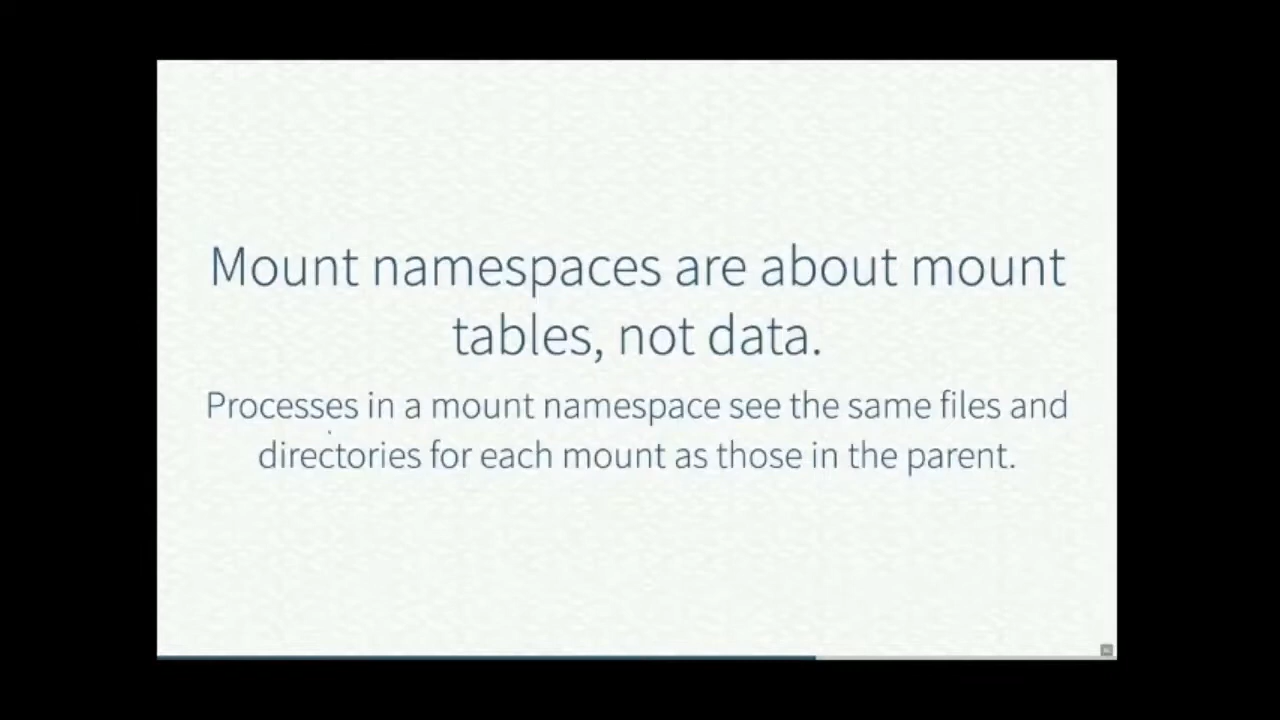 Mount namespaces are about mount
tables, not data.
Processes in a mount namespace see the same files and
directories for each mount as those in the parent.